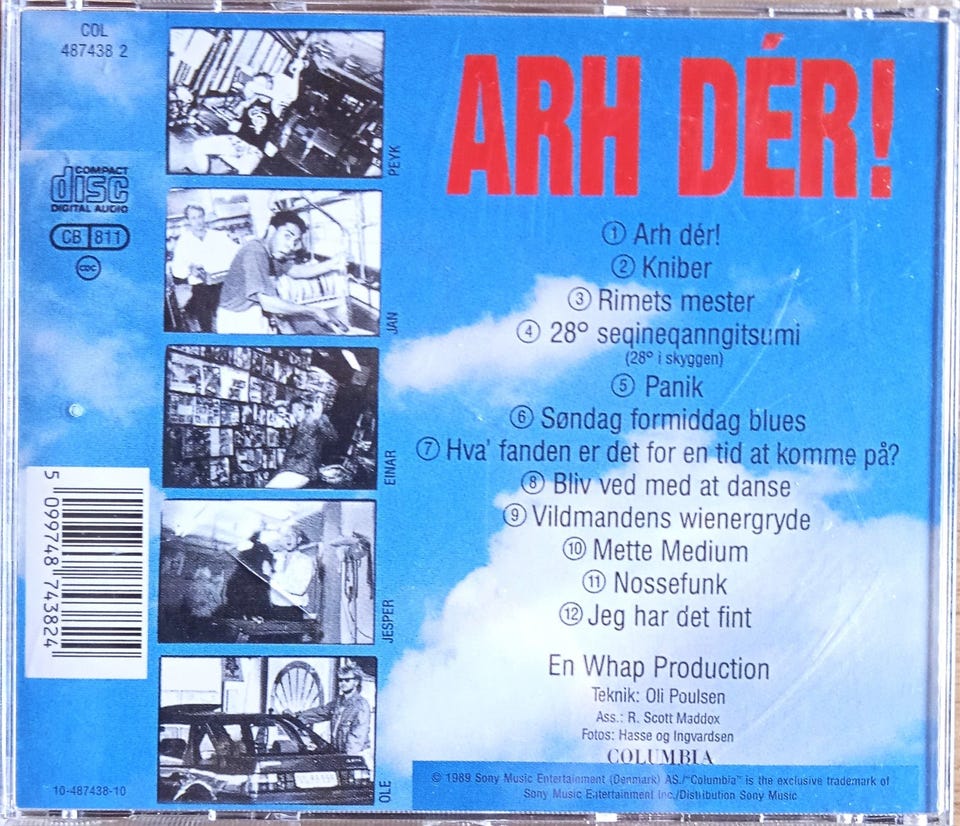 COL
487438 2
COMPACT
disc
DIGITAL AUDIO
CB 811
CDC
5 099748 743824
10-487438-10
PEYK
JAN
EINAR
JESPER
OLE
ARH DÉR!
1 Arh dér!
2 Kniber
3 Rimets mester
4 28° seqineqanngitsumi
(28° i skyggen)
5 Panik
6 Søndag formiddag blues
7 Hva' fanden er det for en tid at komme på?
8 Bliv ved med at danse
9 Vildmandens wienergryde
10 Mette Medium
11 Nossefunk
12 Jeg har det fint
En Whap Production
Teknik: Oli Poulsen
Ass.: R. Scott Maddox
Fotos: Hasse og Ingvardsen
COLUMBIA
© 1989 Sony Music Entertainment (Denmark) AS./"Columbia" is the exclusive trademark of
Sony Music Entertainment Inc./Distribution Sony Music